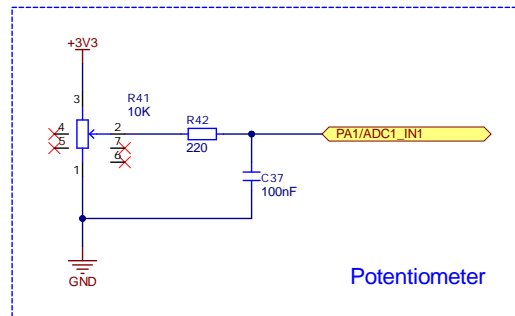 +3V3
3
R41
10K
R42
4
2
PA1/ADC1_IN1
5
7
220
6
1
C37
100nF
GND
Potentiometer